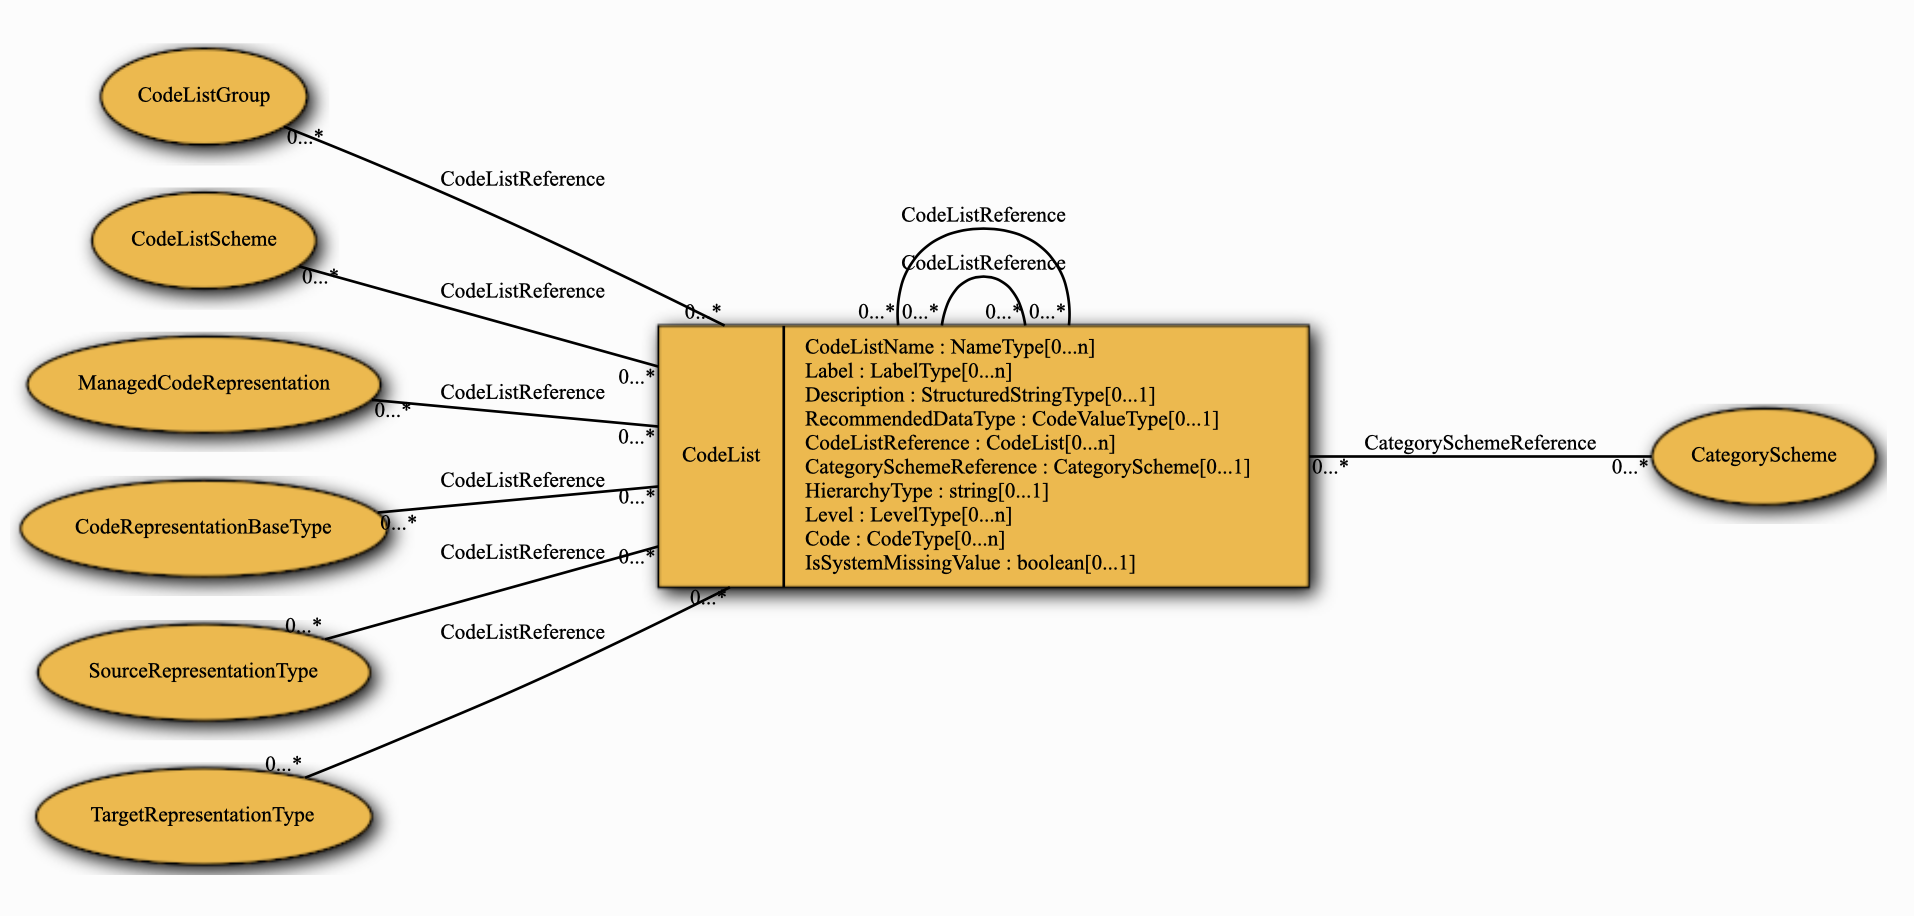 CodeListGroup
0...*
CodeListReference
0...*
CodeListScheme
0...*
CodeListReference
0...*
ManagedCodeRepresentation
0...*
CodeListReference
0...*
CodeRepresentationBaseType
0...*
CodeListReference
0...*
SourceRepresentationType
0...*
CodeListReference
0...*
TargetRepresentationType
0...*
CodeListReference
0...*
CodeListReference
CodeListReference
0...* 0...* 0...* 0...*
CodeList
CodeListName : NameType[0...n]
Label : LabelType[0...n]
Description : StructuredStringType[0...1]
RecommendedDataType : CodeValueType[0...1]
CodeListReference : CodeList[0...n]
CategorySchemeReference : CategoryScheme[0...1]
HierarchyType : string[0...1]
Level : LevelType[0...n]
Code : CodeType[0...n]
IsSystemMissingValue : boolean[0...1]
CategorySchemeReference
0...*
0...*
CategoryScheme